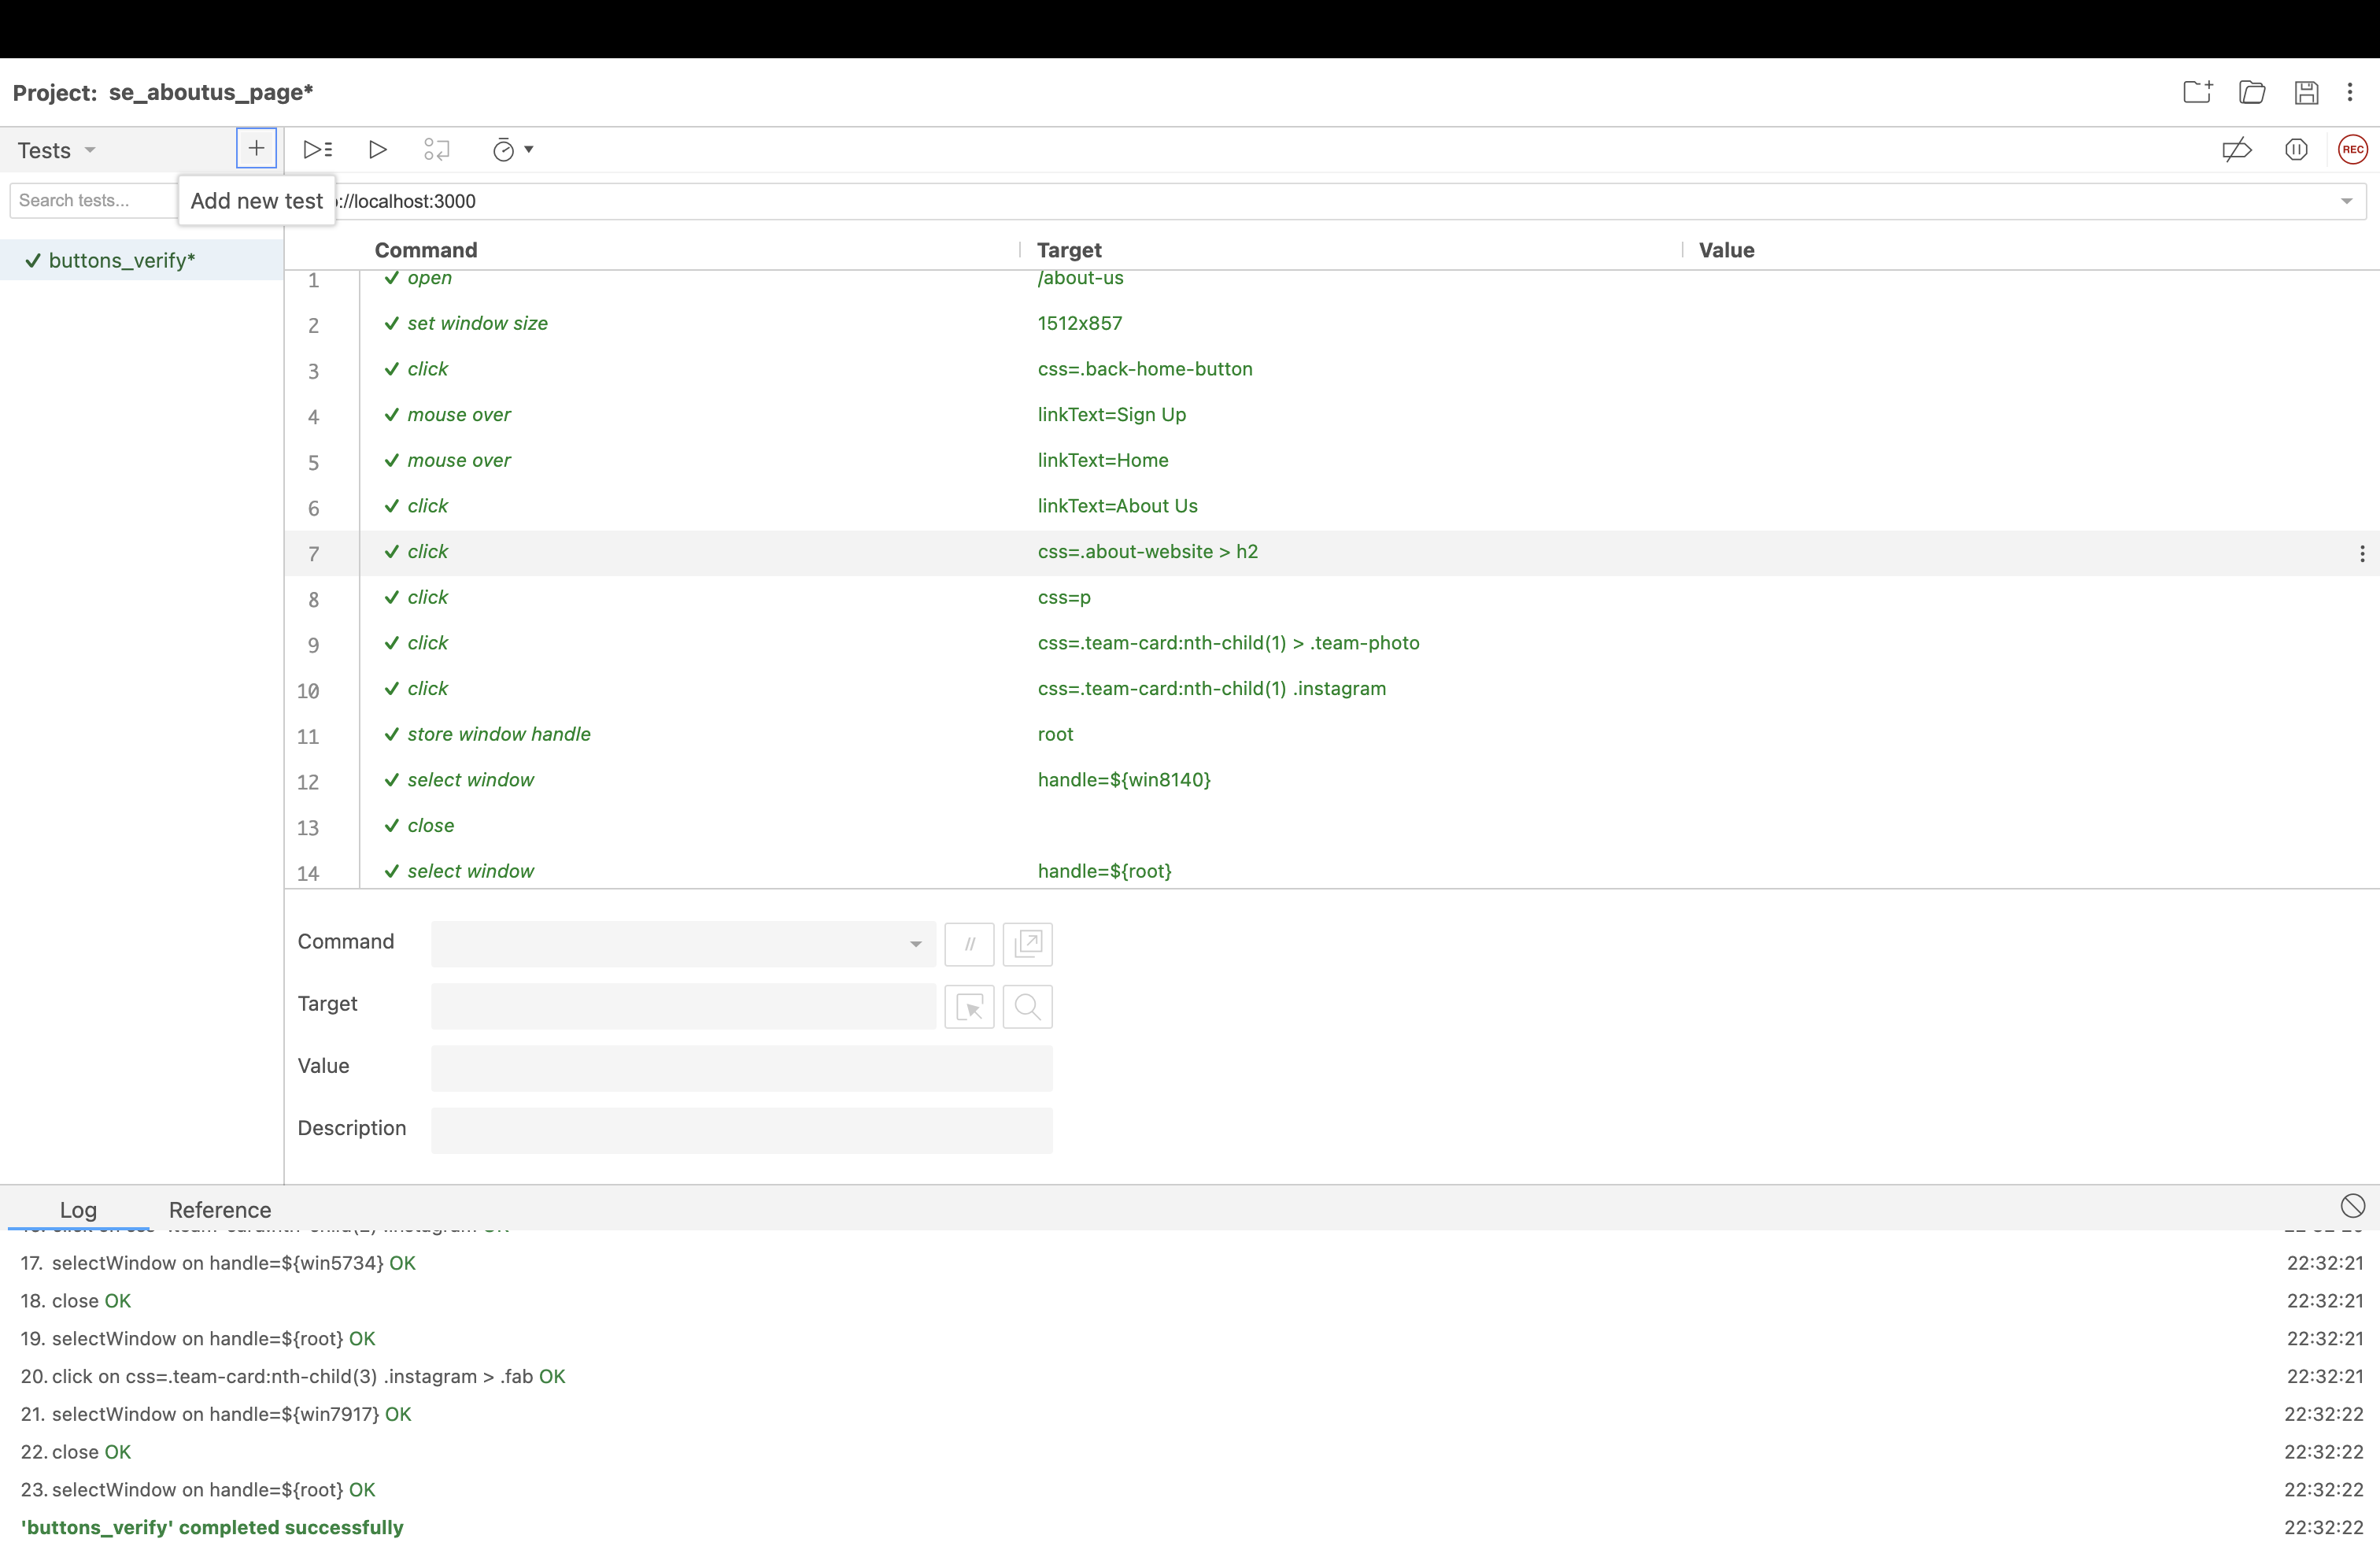 Project: se_aboutus_page*
Tests
REC
Search tests...
Add new test
://localhost:3000
Command Target Value
✓ buttons_verify*
1 ✓ open /about-us
2 ✓ set window size 1512x857
3 ✓ click css=.back-home-button
4 ✓ mouse over linkText=Sign Up
5 ✓ mouse over linkText=Home
6 ✓ click linkText=About Us
7 ✓ click css=.about-website > h2
8 ✓ click css=p
9 ✓ click css=.team-card:nth-child(1) > .team-photo
10 ✓ click css=.team-card:nth-child(1) .instagram
11 ✓ store window handle root
12 ✓ select window handle=${win8140}
13 ✓ close
14 ✓ select window handle=${root}
Command //
Target
Value
Description
Log Reference
17. selectWindow on handle=${win5734} OK 22:32:21
18. close OK 22:32:21
19. selectWindow on handle=${root} OK 22:32:21
20. click on css=.team-card:nth-child(3) .instagram > .fab OK 22:32:21
21. selectWindow on handle=${win7917} OK 22:32:22
22. close OK 22:32:22
23. selectWindow on handle=${root} OK 22:32:22
'buttons_verify' completed successfully 22:32:22